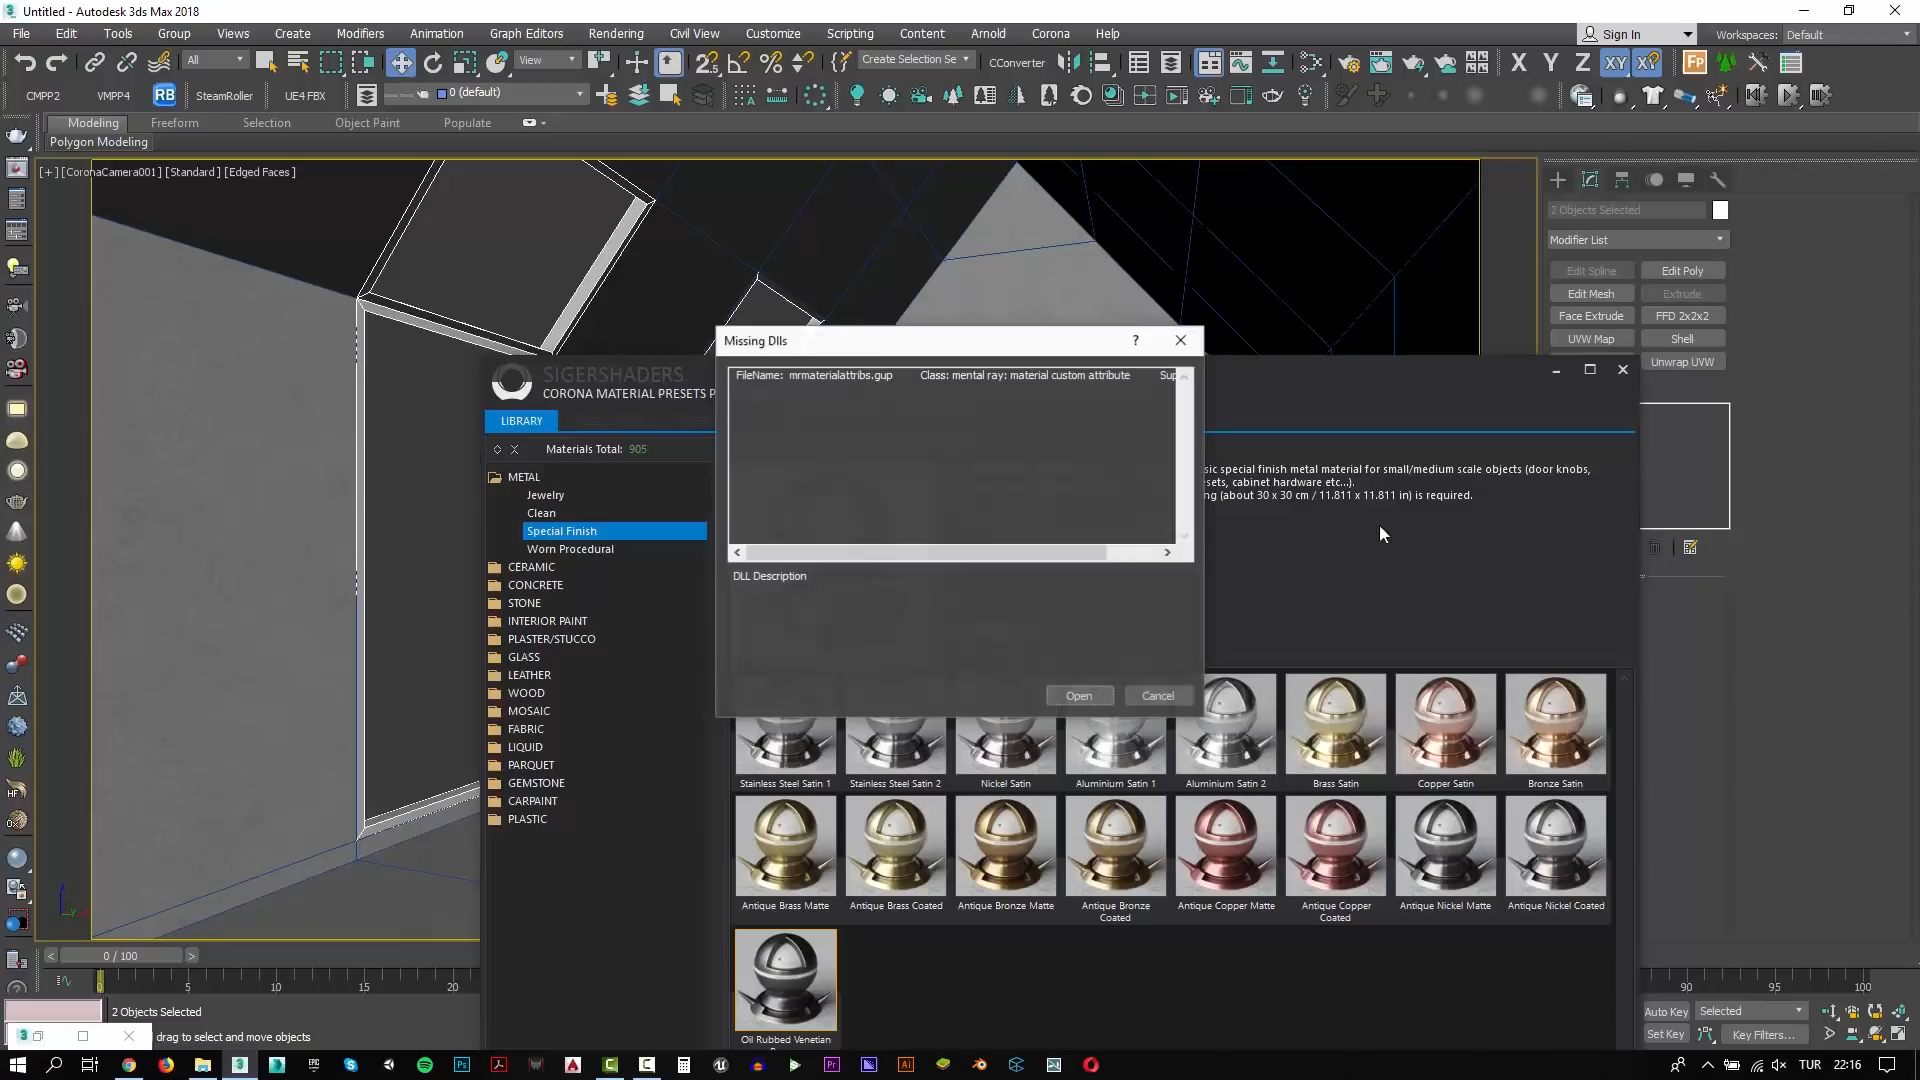 Untitled - Autodesk 3ds Max 2018
File Edit Tools Group Views Create Modifiers Animation Graph Editors Rendering Civil View Customize Scripting Content Arnold Corona Help
Sign In
Workspaces: Default
All
View
Create Selection Se
CConverter
X Y Z XY
CMPP2 VMPP4 RB SteamRoller UE4 FBX
0 (default)
Modeling Freeform Selection Object Paint Populate
Polygon Modeling
[+] [CoronaCamera001] [Standard] [Edged Faces]
2 Objects Selected
Modifier List
Edit Spline Edit Poly
Edit Mesh Extrude
Face Extrude FFD 2x2x2
UVW Map Shell
Unwrap UVW
Missing Dlls
?
FileName: mrmaterialattribs.gup Class: mental ray: material custom attribute Sup
DLL Description
Open Cancel
SIGERSHADERS
CORONA MATERIAL PRESETS P
LIBRARY
Materials Total: 905
METAL
Jewelry
Clean
Special Finish
Worn Procedural
CERAMIC
CONCRETE
STONE
INTERIOR PAINT
PLASTER/STUCCO
GLASS
LEATHER
WOOD
MOSAIC
FABRIC
LIQUID
PARQUET
GEMSTONE
CARPAINT
PLASTIC
sic special finish metal material for small/medium scale objects (door knobs,
sets, cabinet hardware etc...).
ng (about 30 x 30 cm / 11.811 x 11.811 in) is required.
Stainless Steel Satin 1 Stainless Steel Satin 2 Nickel Satin Aluminium Satin 1 Aluminium Satin 2 Brass Satin Copper Satin Bronze Satin
Antique Brass Matte Antique Brass Coated Antique Bronze Matte Antique Bronze Coated Antique Copper Matte Antique Copper Coated Antique Nickel Matte Antique Nickel Coated
Oil Rubbed Venetian
0 / 100
0 5 10 15 20 90 95 100
2 Objects Selected
drag to select and move objects
Auto Key Selected
Set Key Key Filters...
TUR 22:16